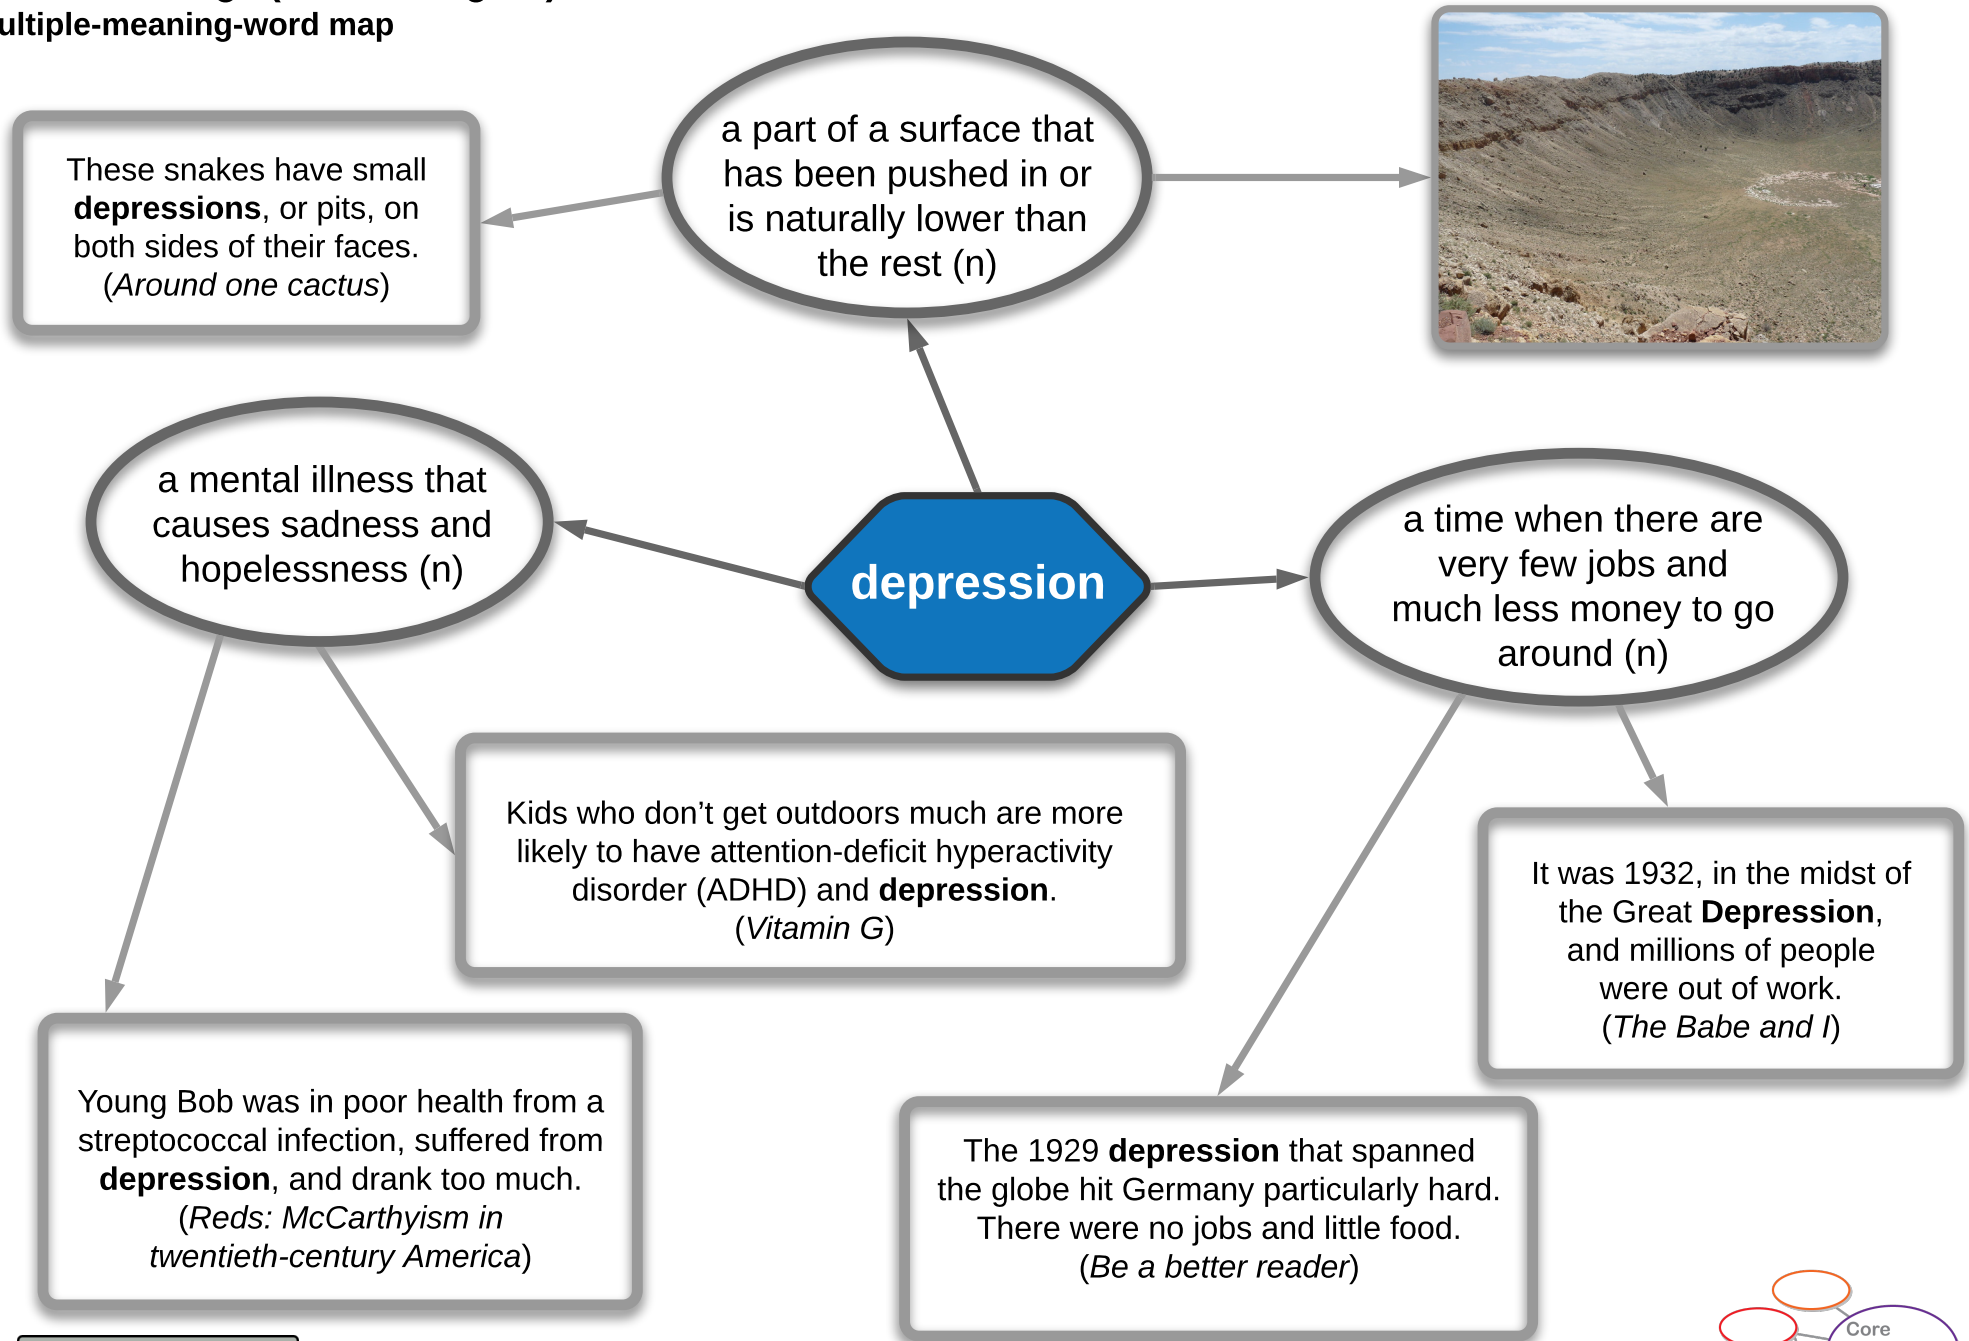 multiple-meaning-word map
a part of a surface that
has been pushed in or
is naturally lower than
the rest (n)
These snakes have small
depressions, or pits, on
both sides of their faces.
(Around one cactus)
a mental illness that
causes sadness and
hopelessness (n)
depression
a time when there are
very few jobs and
much less money to go
around (n)
Kids who don’t get outdoors much are more
likely to have attention-deficit hyperactivity
disorder (ADHD) and depression.
(Vitamin G)
It was 1932, in the midst of
the Great Depression,
and millions of people
were out of work.
(The Babe and I)
Young Bob was in poor health from a
streptococcal infection, suffered from
depression, and drank too much.
(Reds: McCarthyism in
twentieth-century America)
The 1929 depression that spanned
the globe hit Germany particularly hard.
There were no jobs and little food.
(Be a better reader)
Core